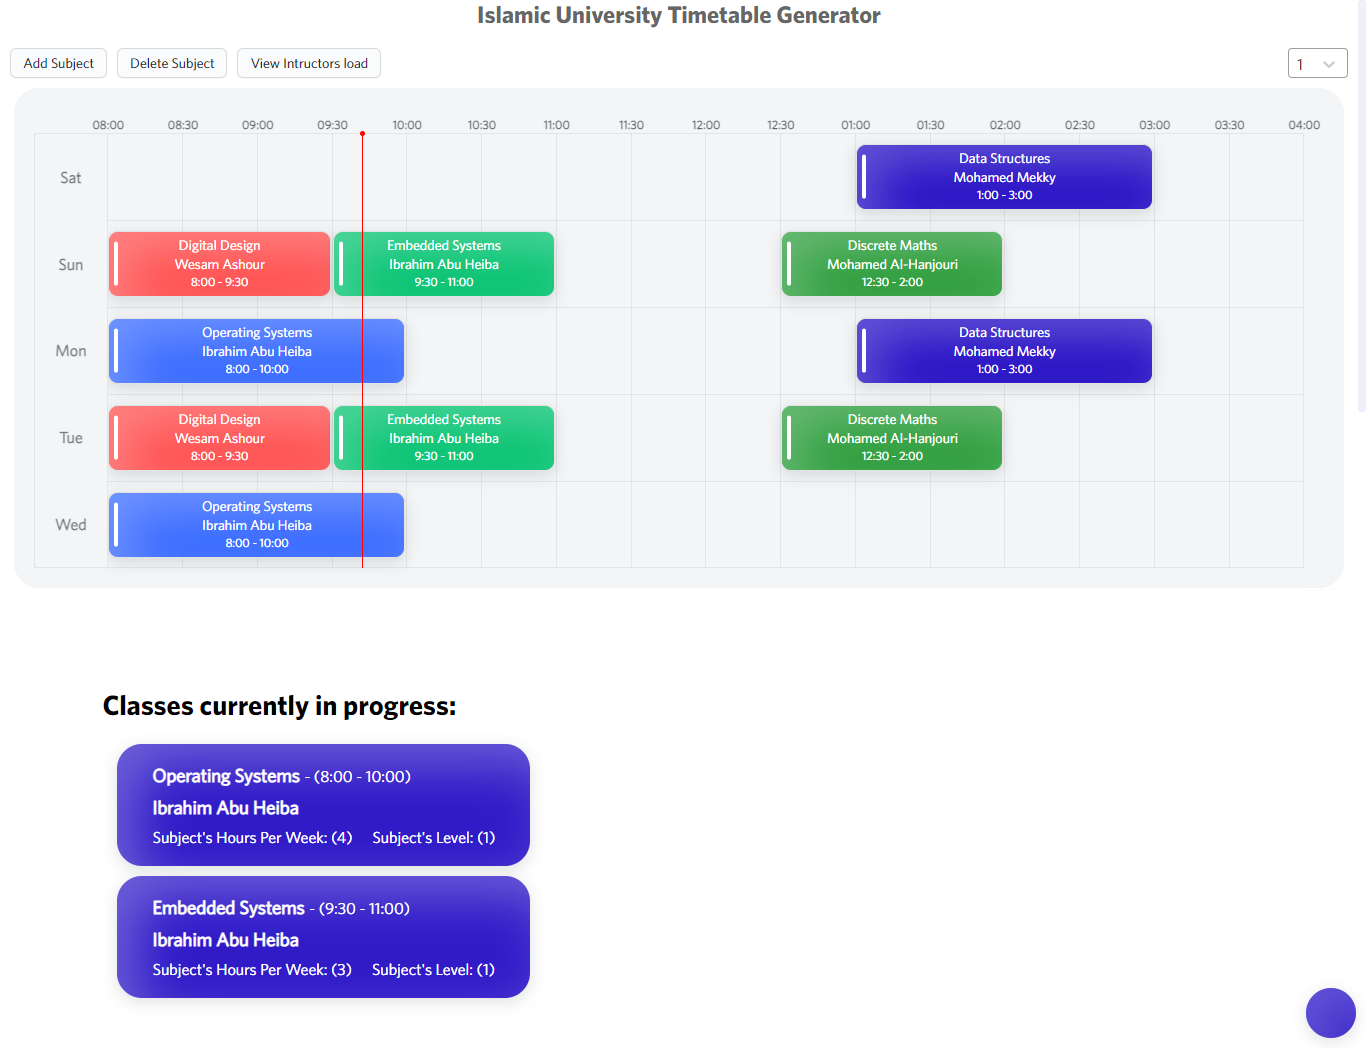 Islamic University Timetable Generator
Add Subject
Delete Subject
View Intructors load
1
08:00 08:30 09:00 09:30 10:00 10:30 11:00 11:30 12:00 12:30 01:00 01:30 02:00 02:30 03:00 03:30 04:00
Sat
Data Structures
Mohamed Mekky
1:00 - 3:00
Sun
Digital Design
Wesam Ashour
8:00 - 9:30
Embedded Systems
Ibrahim Abu Heiba
9:30 - 11:00
Discrete Maths
Mohamed Al-Hanjouri
12:30 - 2:00
Mon
Operating Systems
Ibrahim Abu Heiba
8:00 - 10:00
Data Structures
Mohamed Mekky
1:00 - 3:00
Tue
Digital Design
Wesam Ashour
8:00 - 9:30
Embedded Systems
Ibrahim Abu Heiba
9:30 - 11:00
Discrete Maths
Mohamed Al-Hanjouri
12:30 - 2:00
Wed
Operating Systems
Ibrahim Abu Heiba
8:00 - 10:00
Classes currently in progress:
Operating Systems - (8:00 - 10:00)
Ibrahim Abu Heiba
Subject's Hours Per Week: (4) Subject's Level: (1)
Embedded Systems - (9:30 - 11:00)
Ibrahim Abu Heiba
Subject's Hours Per Week: (3) Subject's Level: (1)